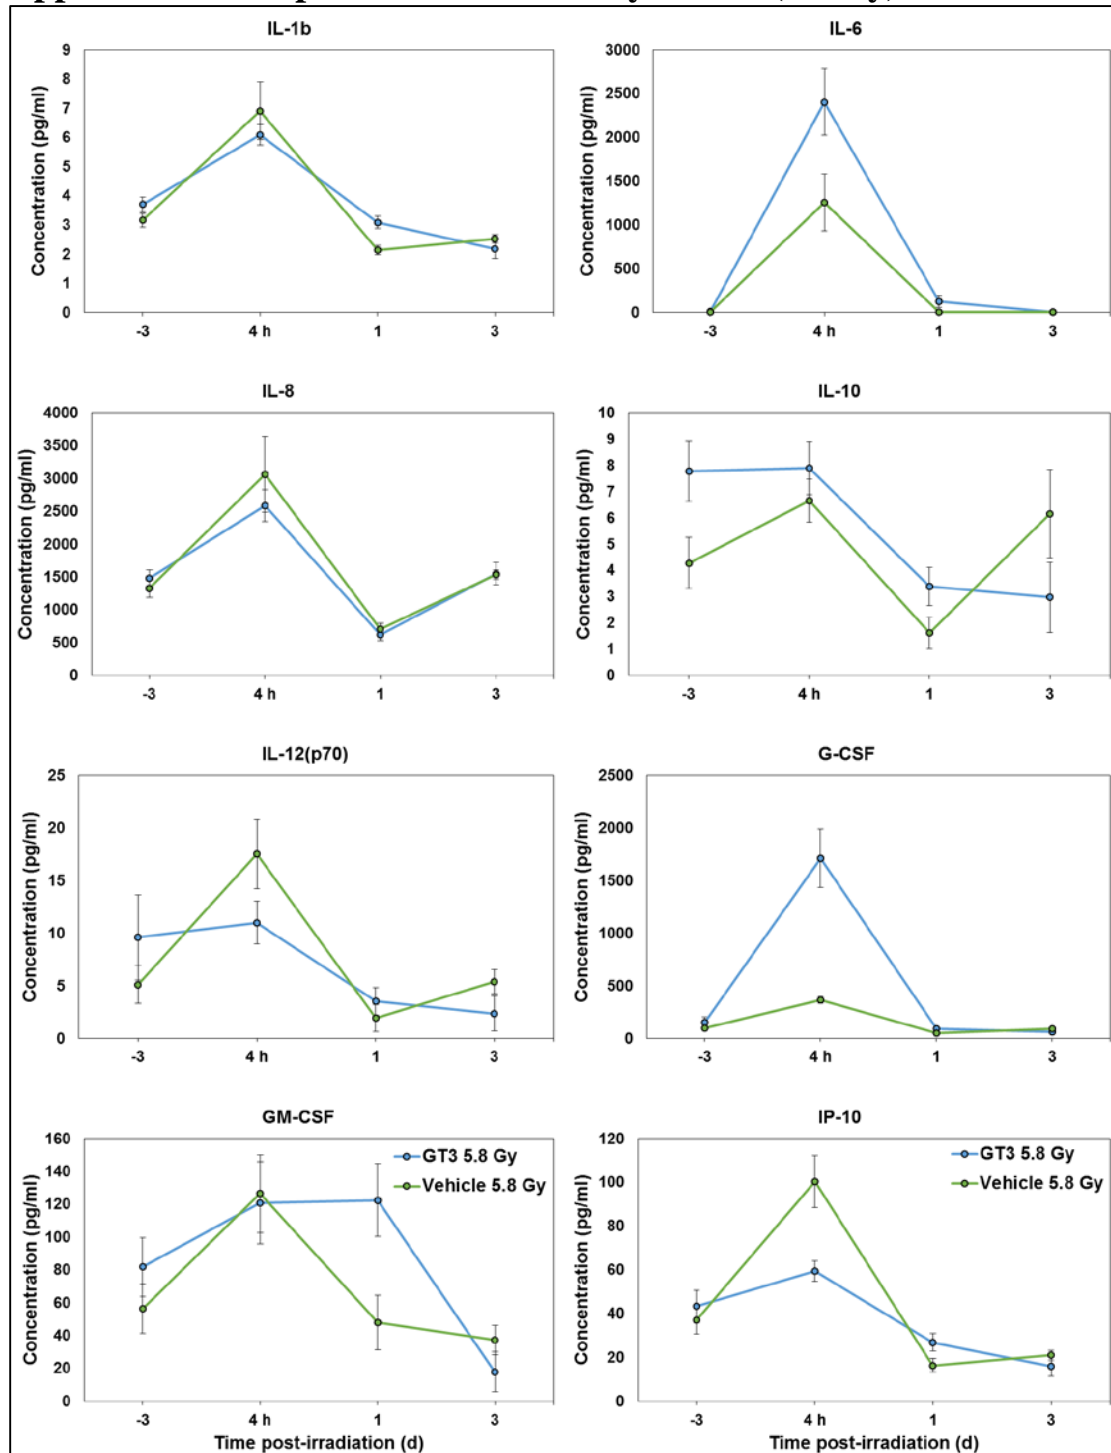 IL-1b
IL-6
9
8
7
6
5
4
3
2
1
0
Concentration (pg/ml)
-3 4 h 1 3
3000
2500
2000
1500
1000
500
0
Concentration (pg/ml)
-3 4 h 1 3
IL-8
IL-10
4000
3500
3000
2500
2000
1500
1000
500
0
Concentration (pg/ml)
-3 4 h 1 3
10
9
8
7
6
5
4
3
2
1
0
Concentration (pg/ml)
-3 4 h 1 3
IL-12(p70)
G-CSF
25
20
15
10
5
0
Concentration (pg/ml)
-3 4 h 1 3
2500
2000
1500
1000
500
0
Concentration (pg/ml)
-3 4 h 1 3
GM-CSF
IP-10
160
140
120
100
80
60
40
20
0
Concentration (pg/ml)
GT3 5.8 Gy
Vehicle 5.8 Gy
-3 4 h 1 3
Time post-irradiation (d)
120
100
80
60
40
20
0
Concentration (pg/ml)
GT3 5.8 Gy
Vehicle 5.8 Gy
-3 4 h 1 3
Time post-irradiation (d)